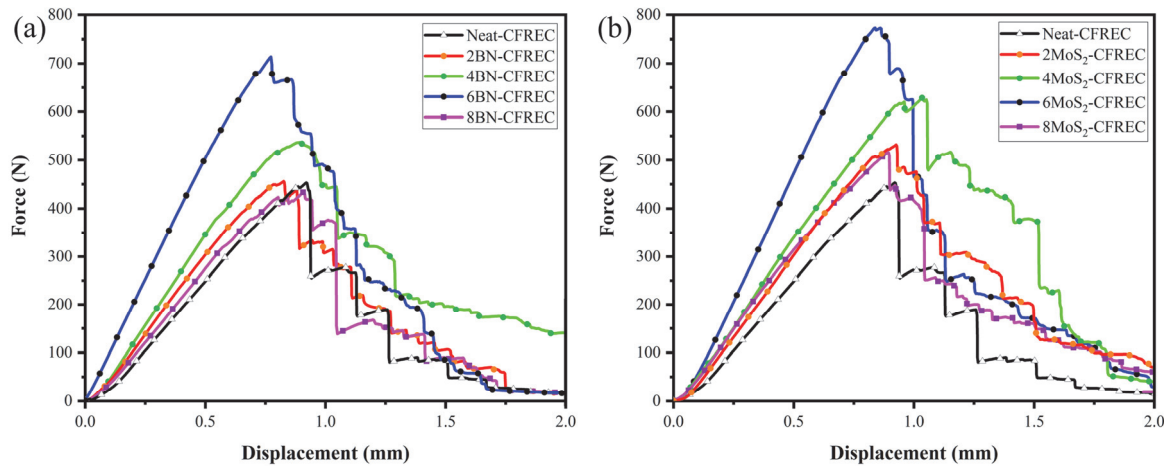 (a)
Neat-CFREC
2BN-CFREC
4BN-CFREC
6BN-CFREC
8BN-CFREC
Force (N)
800
700
600
500
400
300
200
100
0
0.0
0.5
1.0
1.5
2.0
Displacement (mm)
(b)
Neat-CFREC
2MoS₂-CFREC
4MoS₂-CFREC
6MoS₂-CFREC
8MoS₂-CFREC
Force (N)
800
700
600
500
400
300
200
100
0
0.0
0.5
1.0
1.5
2.0
Displacement (mm)